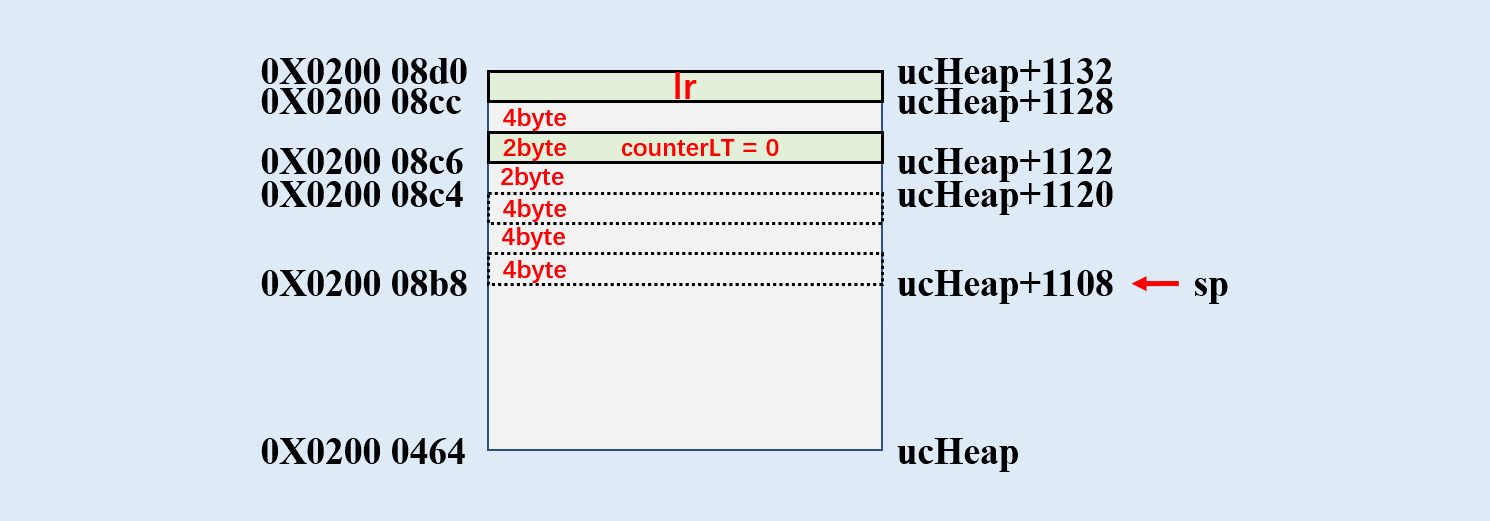 0X0200 08d0 lr ucHeap+1132
0X0200 08cc ucHeap+1128
4byte
2byte counterLT = 0
0X0200 08c6 ucHeap+1122
2byte
0X0200 08c4 ucHeap+1120
4byte
4byte
4byte
0X0200 08b8 ucHeap+1108 sp
0X0200 0464 ucHeap